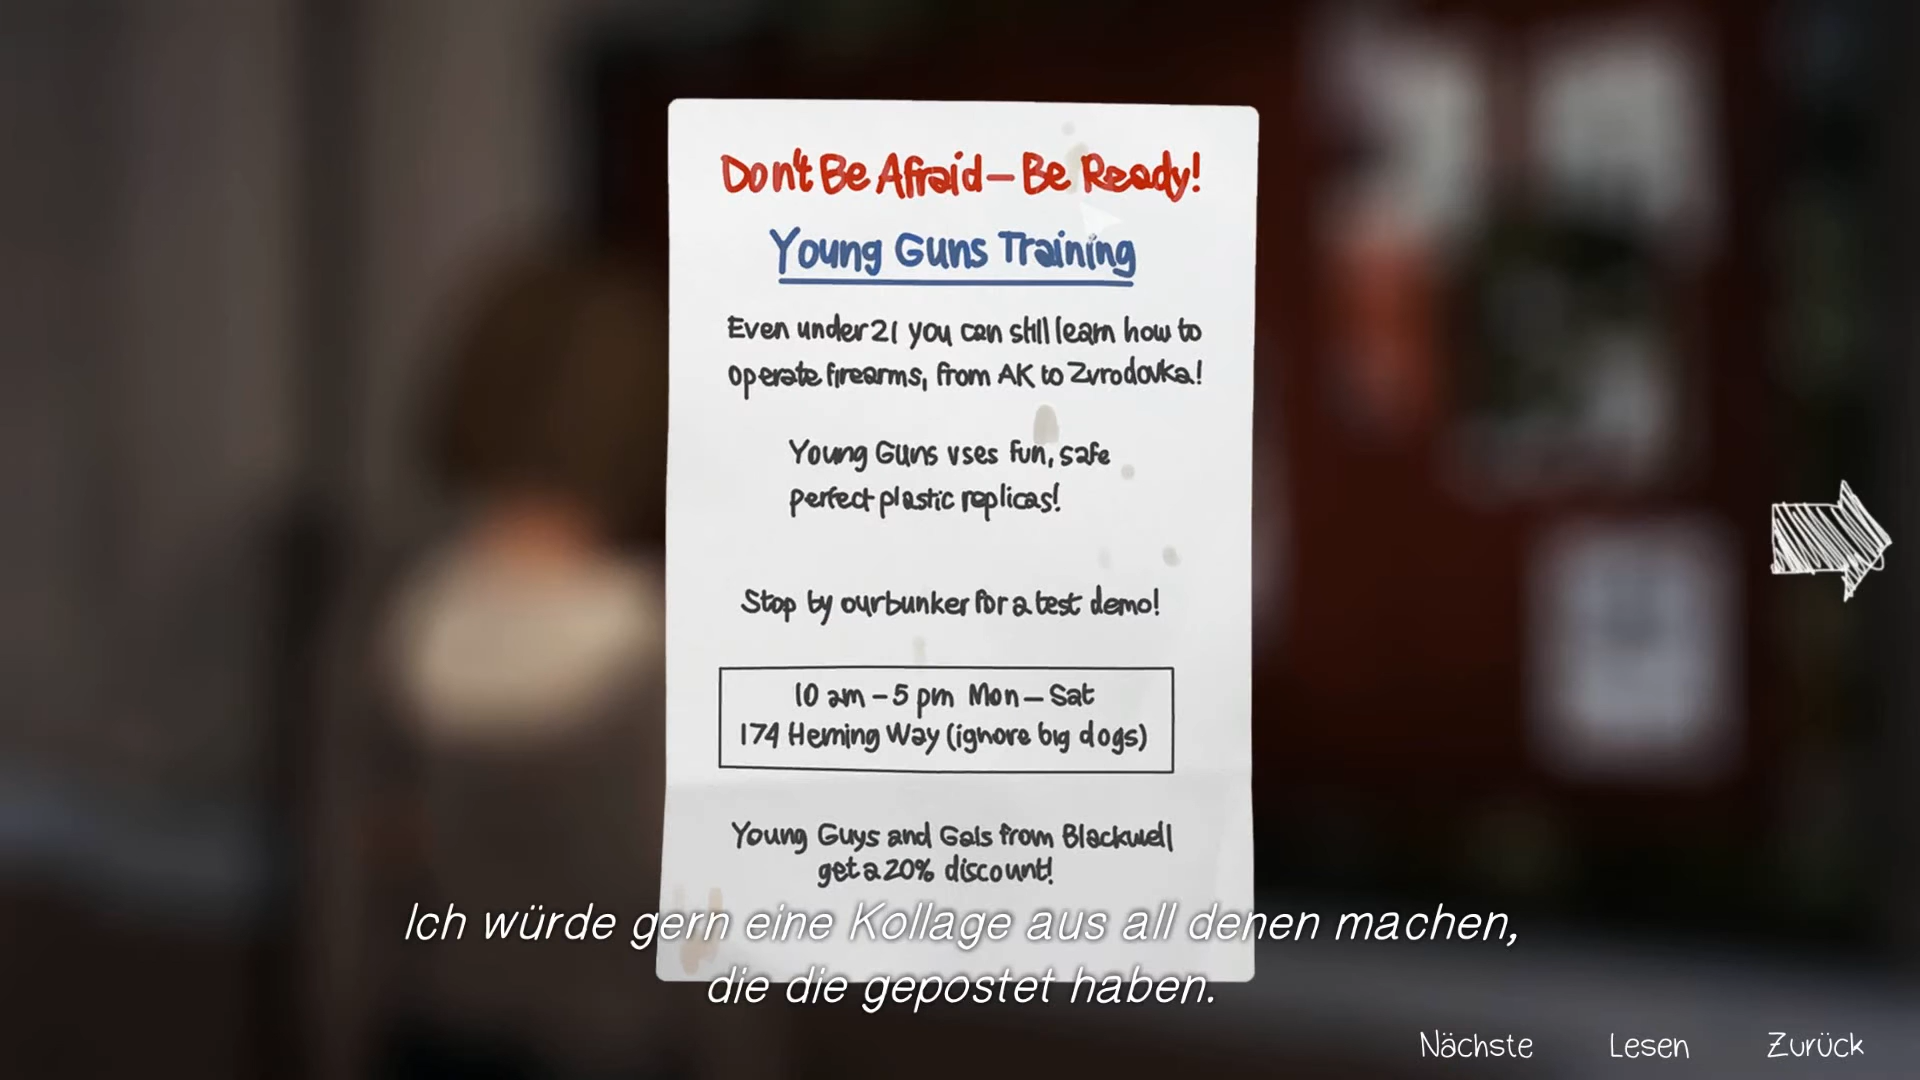 Don't Be Afraid – Be Ready!
Young Guns Training
Even under 21 you can still learn how to
operate firearms, from AK to Zvrodovka!
Young Guns uses fun, safe
perfect plastic replicas!
Stop by our bunker for a test demo!
10 am – 5 pm Mon – Sat
174 Heming Way (ignore big dogs)
Young Guys and Gals from Blackwell
get a 20% discount!
Ich würde gern eine Kollage aus all denen machen,
die die gepostet haben.
Nächste Lesen Zurück